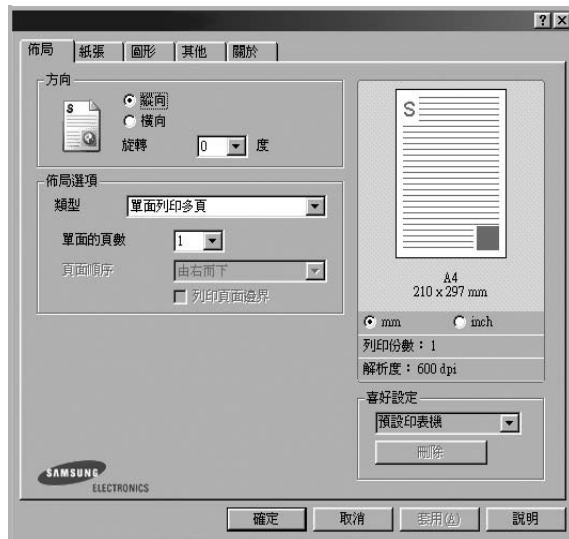 佈局 紙張 圖形 其他 關於
方向
S
縱向
橫向
旋轉 0 度
佈局選項
類型 單面列印多頁
單面的頁數 1
頁面順序 由右而下
列印頁面邊界
S
A4
210 x 297 mm
mm inch
列印份數：1
解析度：600 dpi
喜好設定
預設印表機
刪除
SAMSUNG
ELECTRONICS
確定 取消 套用(A) 說明